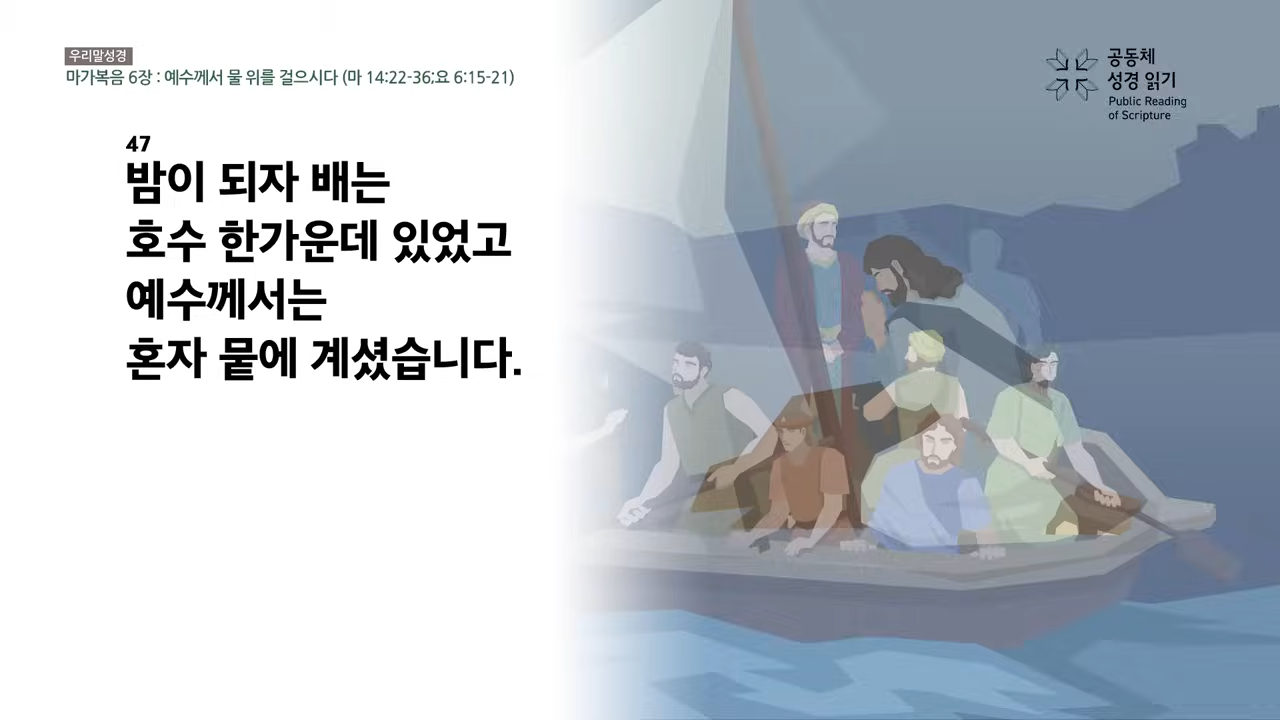 우리말성경
마가복음 6장 : 예수께서 물 위를 걸으시다 (마 14:22-36;요 6:15-21)
공동체
성경 읽기
Public Reading
of Scripture
47
밤이 되자 배는
호수 한가운데 있었고
예수께서는
혼자 뭍에 계셨습니다.